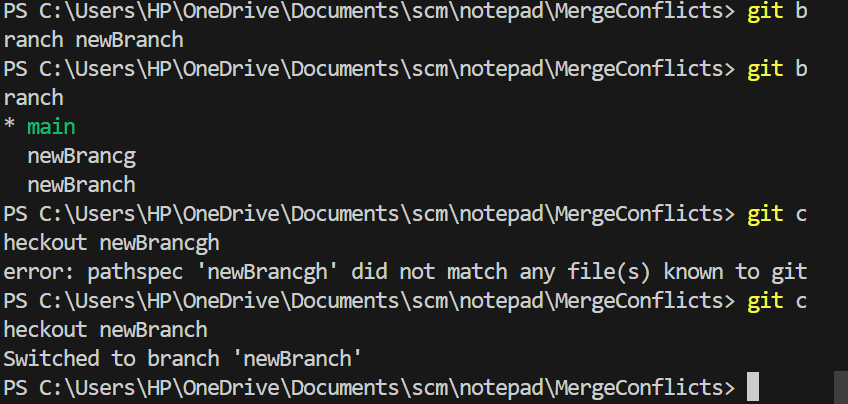 PS C:\Users\HP\OneDrive\Documents\scm\notepad\MergeConflicts> git b
ranch newBranch
PS C:\Users\HP\OneDrive\Documents\scm\notepad\MergeConflicts> git b
ranch
* main
  newBrancg
  newBranch
PS C:\Users\HP\OneDrive\Documents\scm\notepad\MergeConflicts> git c
heckout newBrancgh
error: pathspec 'newBrancgh' did not match any file(s) known to git
PS C:\Users\HP\OneDrive\Documents\scm\notepad\MergeConflicts> git c
heckout newBranch
Switched to branch 'newBranch'
PS C:\Users\HP\OneDrive\Documents\scm\notepad\MergeConflicts>